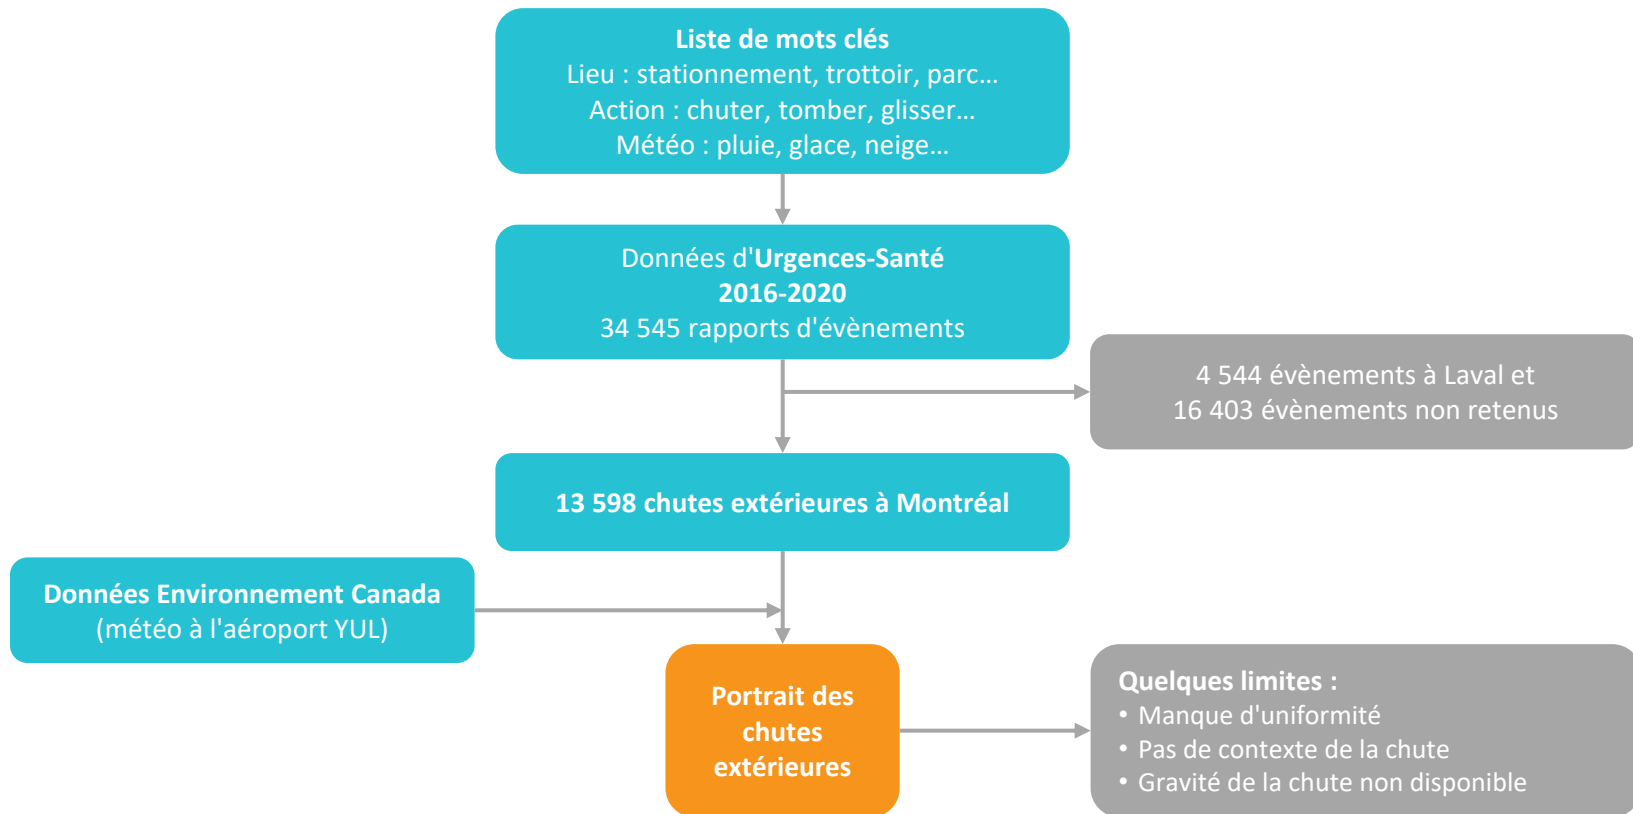 Liste de mots clés
Lieu : stationnement, trottoir, parc…
Action : chuter, tomber, glisser…
Météo : pluie, glace, neige…
Données d'Urgences-Santé
2016-2020
34 545 rapports d'évènements
4 544 évènements à Laval et
16 403 évènements non retenus
13 598 chutes extérieures à Montréal
Données Environnement Canada
(météo à l'aéroport YUL)
Portrait des
chutes
extérieures
Quelques limites :
• Manque d'uniformité
• Pas de contexte de la chute
• Gravité de la chute non disponible